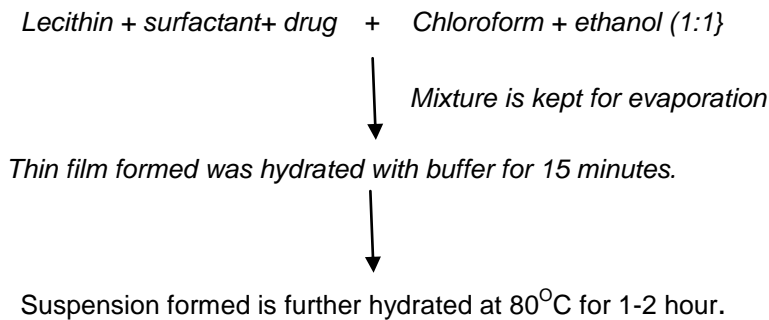 Lecithin + surfactant+ drug + Chloroform + ethanol (1:1}
Mixture is kept for evaporation
Thin film formed was hydrated with buffer for 15 minutes.
Suspension formed is further hydrated at 80°C for 1-2 hour.